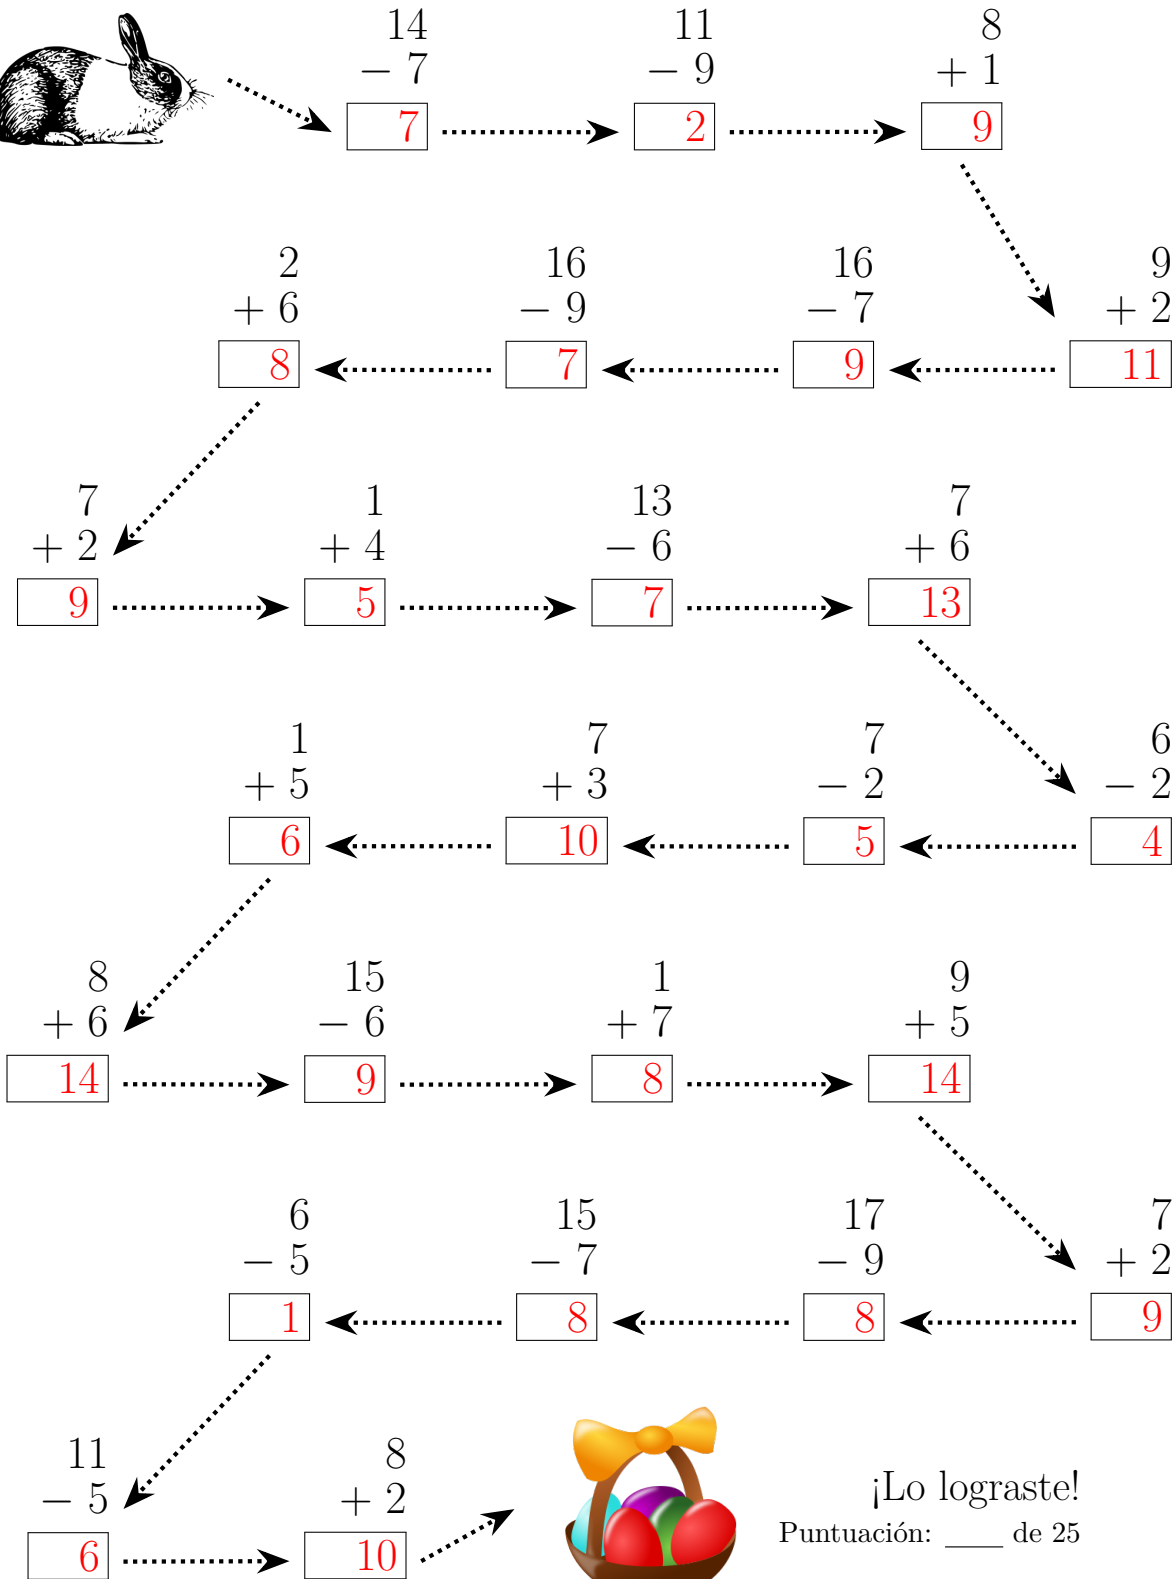 14 11 8
− 7 − 9 + 1
7 2 9
2 16 16 9
+ 6 − 9 − 7 + 2
8 7 9 11
7 1 13 7
+ 2 + 4 − 6 + 6
9 5 7 13
1 7 7 6
+ 5 + 3 − 2 − 2
6 10 5 4
8 15 1 9
+ 6 − 6 + 7 + 5
14 9 8 14
6 15 17 7
− 5 − 7 − 9 + 2
1 8 8 9
11 8
− 5 + 2
6 10
¡Lo lograste!
Puntuación: ____ de 25